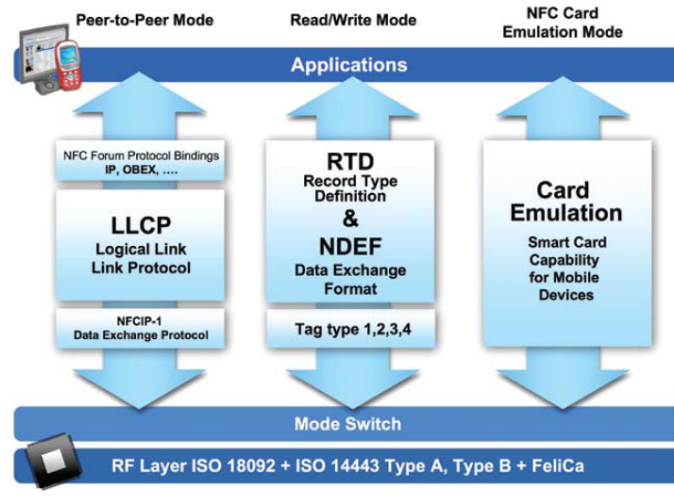 Peer-to-Peer Mode
Read/Write Mode
NFC Card
Emulation Mode
Applications
NFC Forum Protocol Bindings
IP, OBEX, ....
LLCP
Logical Link
Link Protocol
NFCIP-1
Data Exchange Protocol
RTD
Record Type
Definition
&
NDEF
Data Exchange
Format
Tag type 1,2,3,4
Card
Emulation
Smart Card
Capability
for Mobile
Devices
Mode Switch
RF Layer ISO 18092 + ISO 14443 Type A, Type B + FeliCa